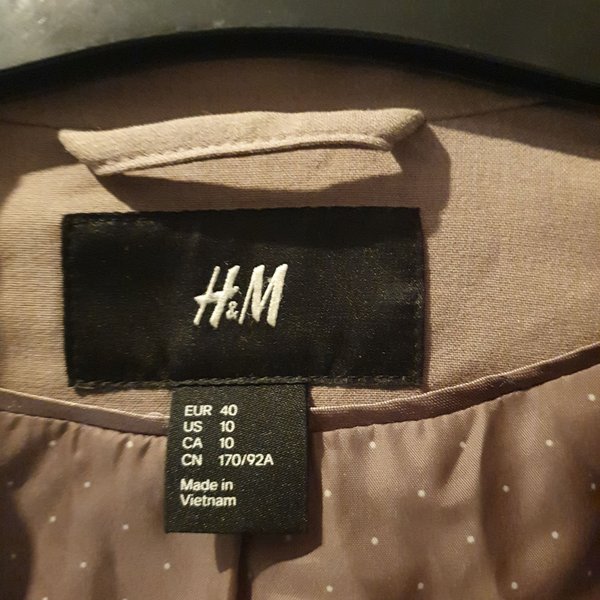 H&M
EUR 40
US 10
CA 10
CN 170/92A
Made in
Vietnam